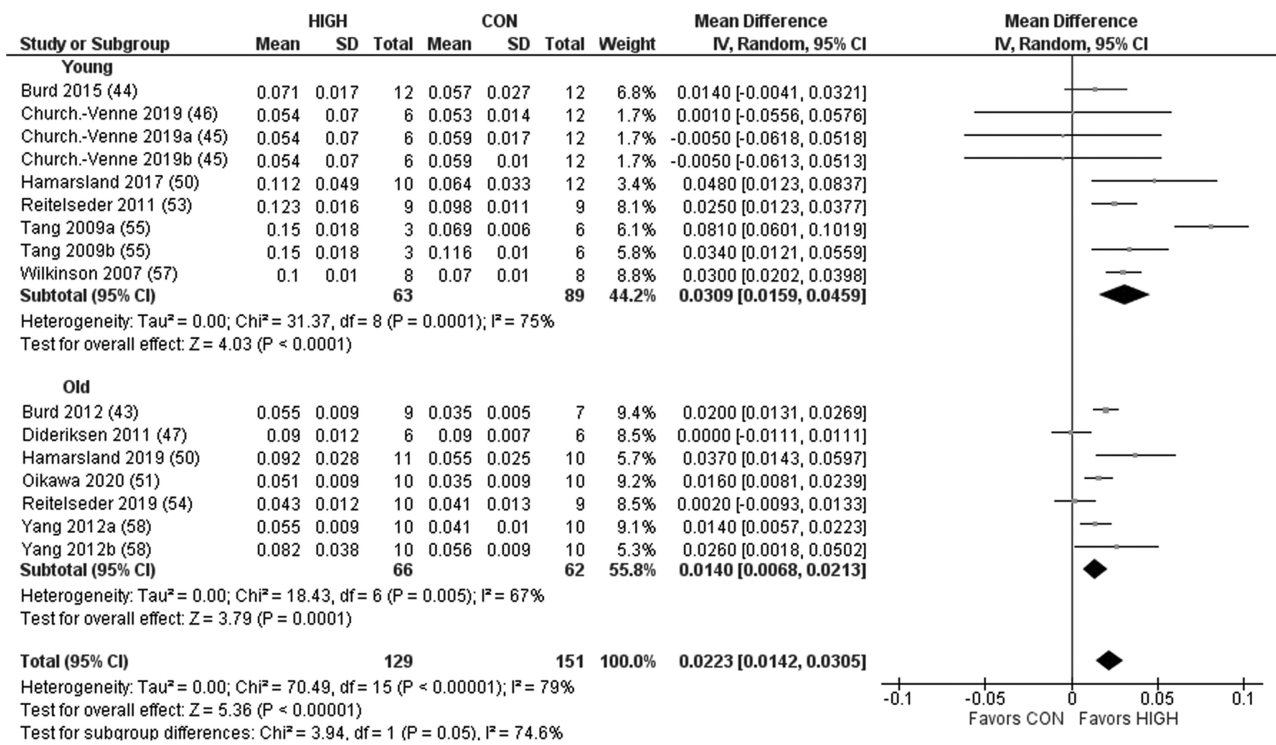 HIGH CON Mean Difference Mean Difference
Study or Subgroup Mean SD Total Mean SD Total Weight IV, Random, 95% CI IV, Random, 95% CI
Young
Burd 2015 (44) 0.071 0.017 12 0.057 0.027 12 6.8% 0.0140 [-0.0041, 0.0321]
Church.-Venne 2019 (46) 0.054 0.07 6 0.053 0.014 12 1.7% 0.0010 [-0.0556, 0.0576]
Church.-Venne 2019a (45) 0.054 0.07 6 0.059 0.017 12 1.7% -0.0050 [-0.0618, 0.0518]
Church.-Venne 2019b (45) 0.054 0.07 6 0.059 0.01 12 1.7% -0.0050 [-0.0613, 0.0513]
Hamarsland 2017 (50) 0.112 0.049 10 0.064 0.033 12 3.4% 0.0480 [0.0123, 0.0837]
Reitelseder 2011 (53) 0.123 0.016 9 0.098 0.011 9 8.1% 0.0250 [0.0123, 0.0377]
Tang 2009a (55) 0.15 0.018 3 0.069 0.006 6 6.1% 0.0810 [0.0601, 0.1019]
Tang 2009b (55) 0.15 0.018 3 0.116 0.01 6 5.8% 0.0340 [0.0121, 0.0559]
Wilkinson 2007 (57) 0.1 0.01 8 0.07 0.01 8 8.8% 0.0300 [0.0202, 0.0398]
Subtotal (95% CI) 63 89 44.2% 0.0309 [0.0159, 0.0459]
Heterogeneity: Tau² = 0.00; Chi² = 31.37, df = 8 (P = 0.0001); I² = 75%
Test for overall effect: Z = 4.03 (P < 0.0001)
Old
Burd 2012 (43) 0.055 0.009 9 0.035 0.005 7 9.4% 0.0200 [0.0131, 0.0269]
Dideriksen 2011 (47) 0.09 0.012 6 0.09 0.007 6 8.5% 0.0000 [-0.0111, 0.0111]
Hamarsland 2019 (50) 0.092 0.028 11 0.055 0.025 10 5.7% 0.0370 [0.0143, 0.0597]
Oikawa 2020 (51) 0.051 0.009 10 0.035 0.009 10 9.2% 0.0160 [0.0081, 0.0239]
Reitelseder 2019 (54) 0.043 0.012 10 0.041 0.013 9 8.5% 0.0020 [-0.0093, 0.0133]
Yang 2012a (58) 0.055 0.009 10 0.041 0.01 10 9.1% 0.0140 [0.0057, 0.0223]
Yang 2012b (58) 0.082 0.038 10 0.056 0.009 10 5.3% 0.0260 [0.0018, 0.0502]
Subtotal (95% CI) 66 62 55.8% 0.0140 [0.0068, 0.0213]
Heterogeneity: Tau² = 0.00; Chi² = 18.43, df = 6 (P = 0.005); I² = 67%
Test for overall effect: Z = 3.79 (P = 0.0001)
Total (95% CI) 129 151 100.0% 0.0223 [0.0142, 0.0305]
Heterogeneity: Tau² = 0.00; Chi² = 70.49, df = 15 (P < 0.00001); I² = 79%
Test for overall effect: Z = 5.36 (P < 0.00001)
Test for subgroup differences: Chi² = 3.94, df = 1 (P = 0.05), I² = 74.6%
-0.1 -0.05 0 0.05 0.1
Favors CON Favors HIGH